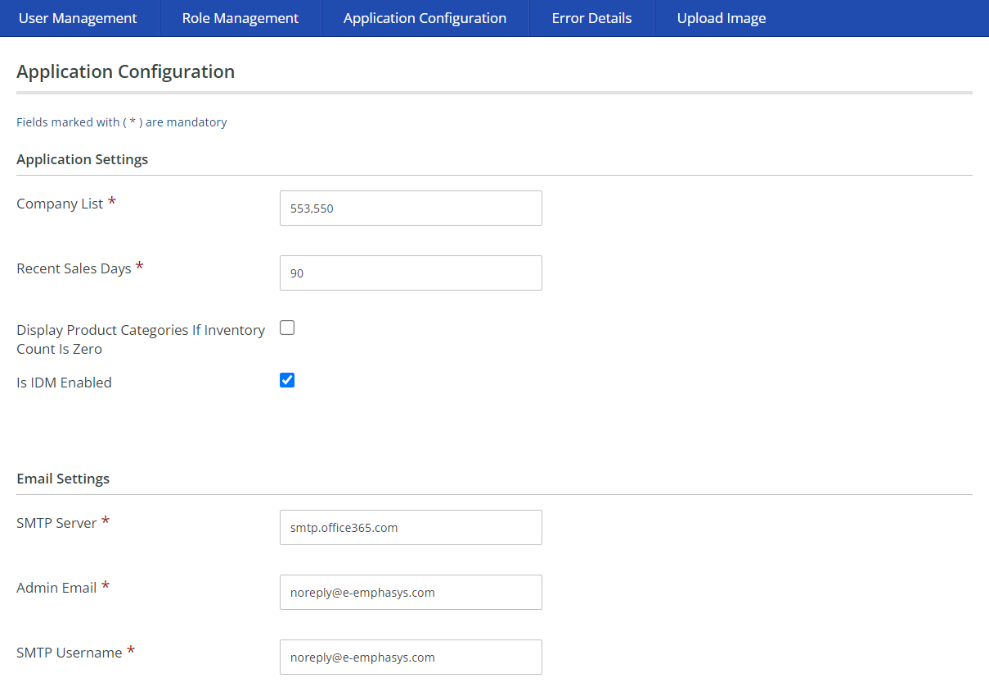 User Management Role Management Application Configuration Error Details Upload Image
Application Configuration
Fields marked with ( * ) are mandatory
Application Settings
Company List * 553,550
Recent Sales Days * 90
Display Product Categories If Inventory
Count Is Zero
Is IDM Enabled
Email Settings
SMTP Server * smtp.office365.com
Admin Email * noreply@e-emphasys.com
SMTP Username * noreply@e-emphasys.com